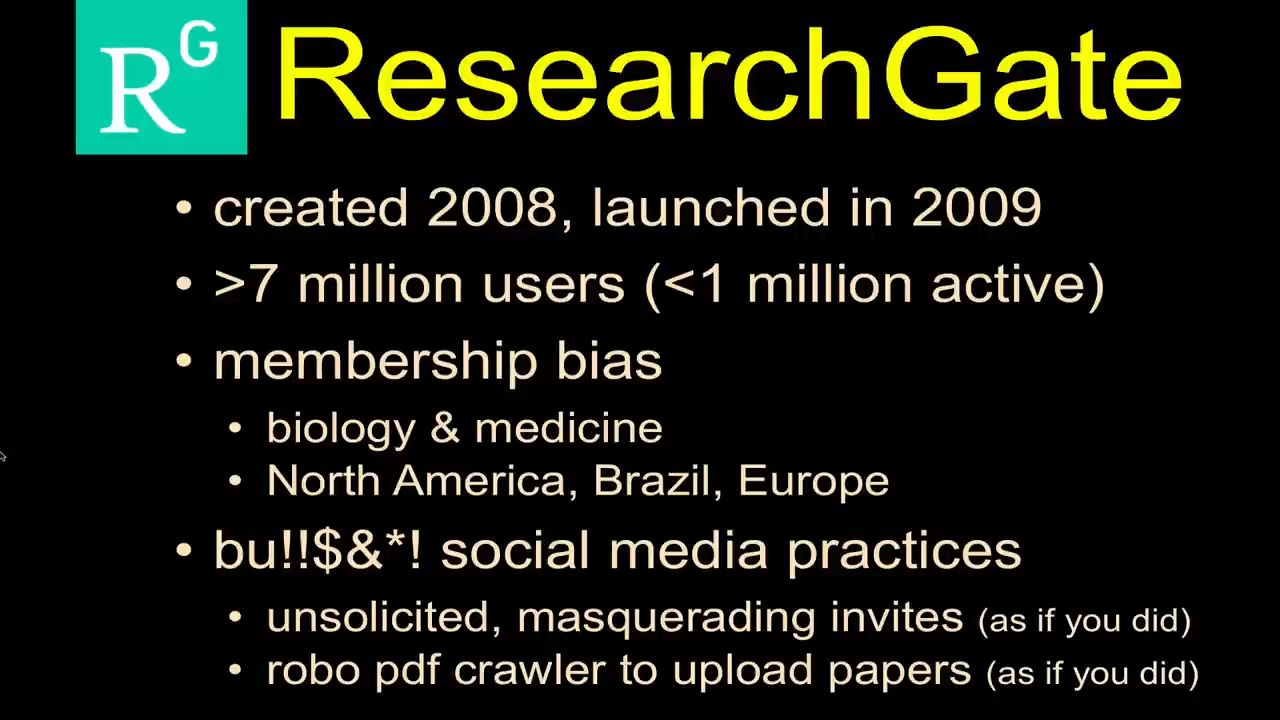 RG ResearchGate
• created 2008, launched in 2009
• >7 million users (<1 million active)
• membership bias
• biology & medicine
• North America, Brazil, Europe
• bu!!$&*! social media practices
• unsolicited, masquerading invites (as if you did)
• robo pdf crawler to upload papers (as if you did)